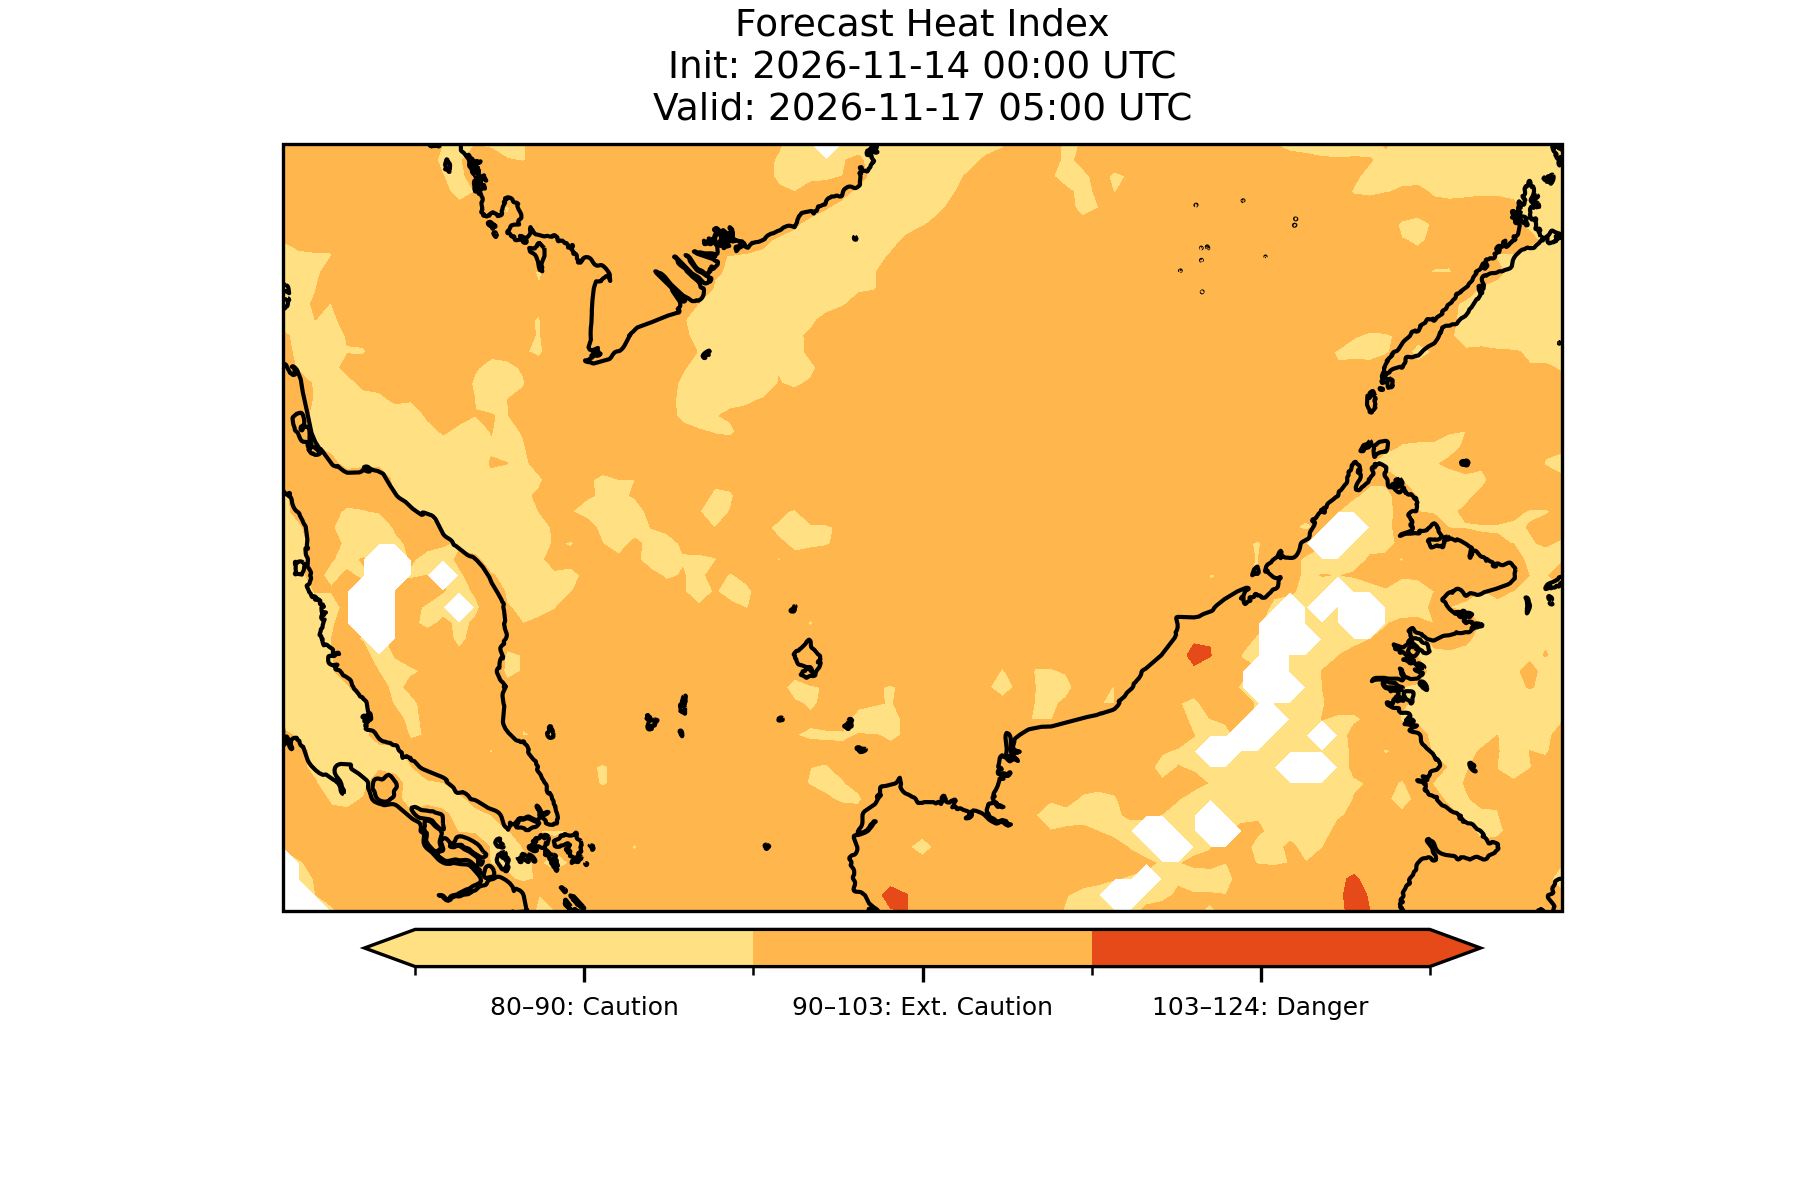 Forecast Heat Index
Init: 2026-11-14 00:00 UTC
Valid: 2026-11-17 05:00 UTC
80–90: Caution
90–103: Ext. Caution
103–124: Danger